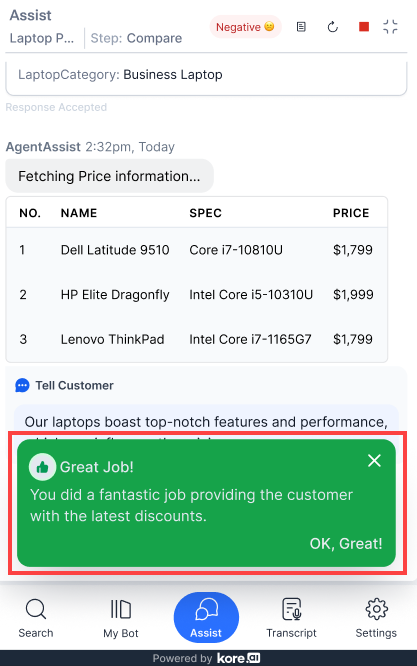 Assist
Laptop P... Step: Compare
Negative
LaptopCategory: Business Laptop
Response Accepted
AgentAssist 2:32pm, Today
Fetching Price information...
NO. NAME SPEC PRICE
1 Dell Latitude 9510 Core i7-10810U $1,799
2 HP Elite Dragonfly Intel Core i5-10310U $1,999
3 Lenovo ThinkPad Intel Core i7-1165G7 $1,799
Tell Customer
Our laptops boast top-notch features and performance,
Great Job!
You did a fantastic job providing the customer
with the latest discounts.
OK, Great!
Search My Bot Assist Transcript Settings
Powered by kore.ai